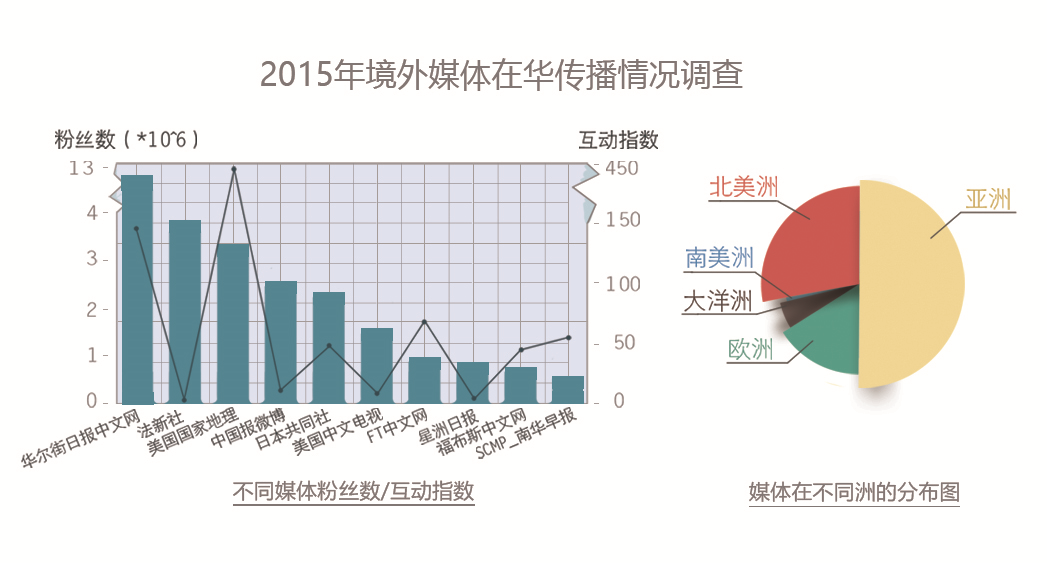 2015年境外媒体在华传播情况调查
粉丝数 ( *10^6 )
互动指数
13
4
3
2
1
0
450
150
100
50
0
华尔街日报中文网
法新社
美国国家地理
中国报微博
日本共同社
美国中文电视
FT中文网
星洲日报
福布斯中文网
SCMP_南华早报
不同媒体粉丝数/互动指数
北美洲
亚洲
南美洲
大洋洲
欧洲
媒体在不同洲的分布图